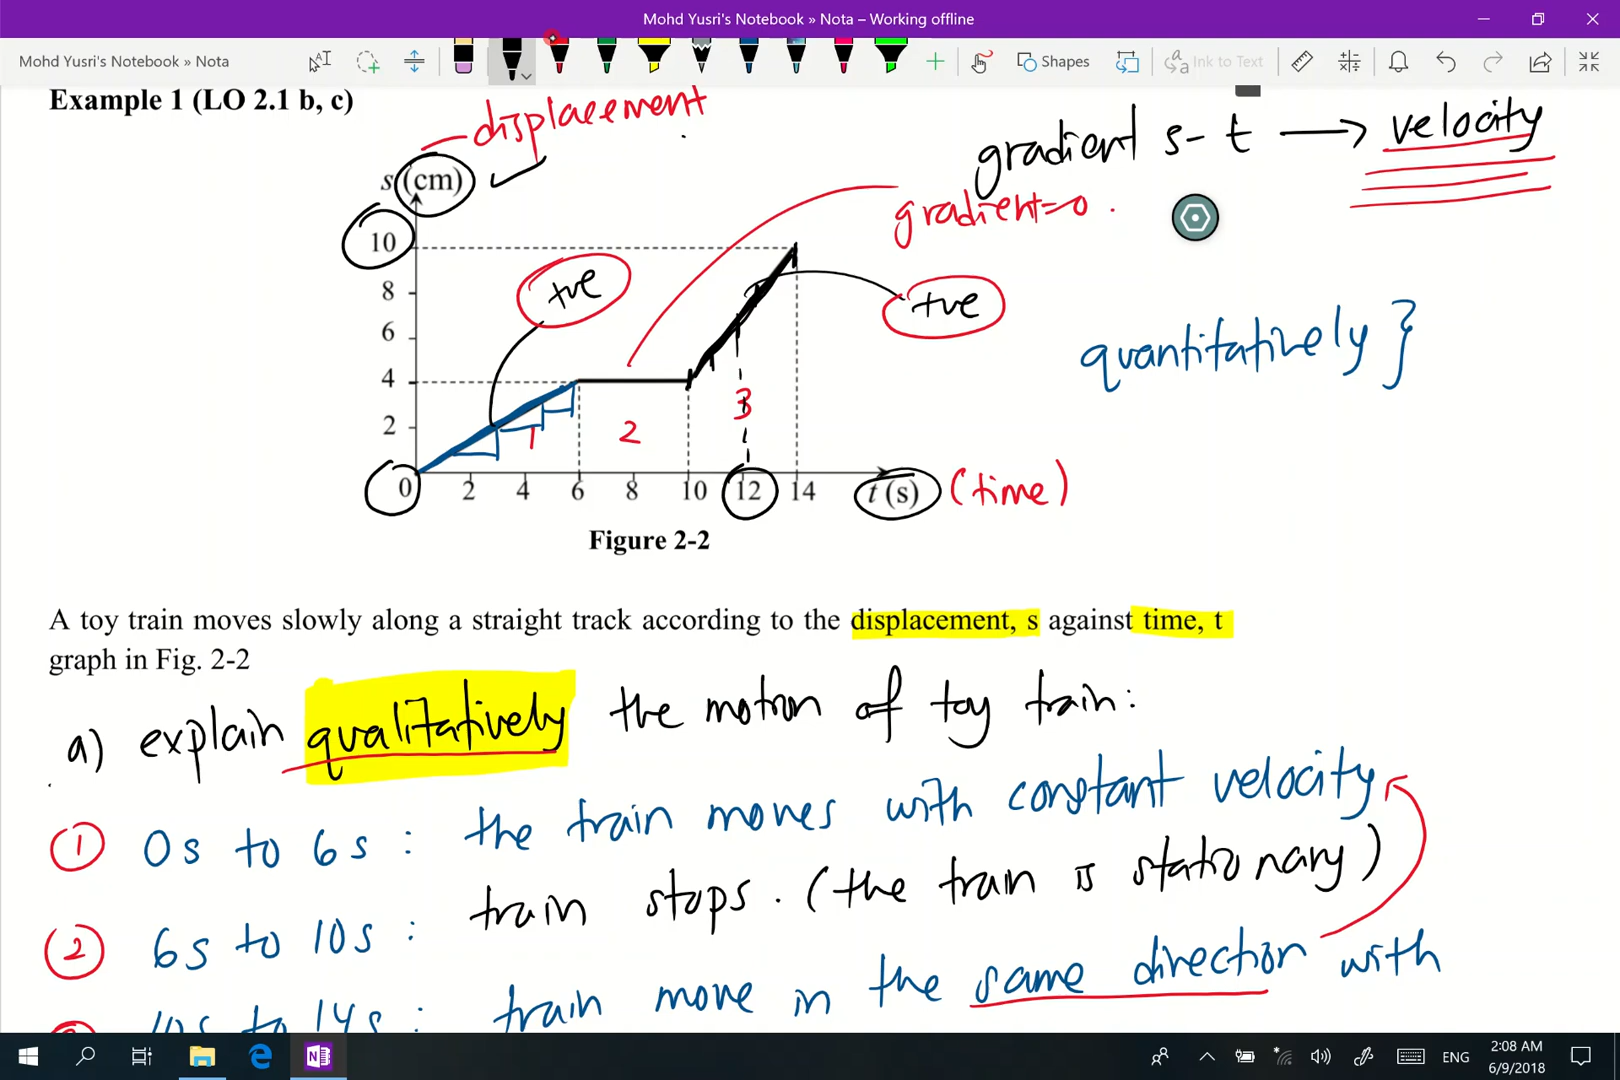 Mohd Yusri's Notebook » Nota – Working offline
Mohd Yusri's Notebook » Nota
Shapes
Ink to Text
Example 1 (LO 2.1 b, c)
displacement
gradient s - t → velocity
s (cm)
gradient=0.
10
+ve
+ve
8
6
quantitatively }
4
2
1
2
3
0 2 4 6 8 10 12 14 t (s) (time)
Figure 2-2
A toy train moves slowly along a straight track according to the displacement, s against time, t
graph in Fig. 2-2
a) explain qualitatively the motion of toy train:
① 0s to 6s : the train moves with constant velocity
② 6s to 10s : train stops. (the train is stationary)
10s to 14s : train move in the same direction with
ENG
2:08 AM
6/9/2018